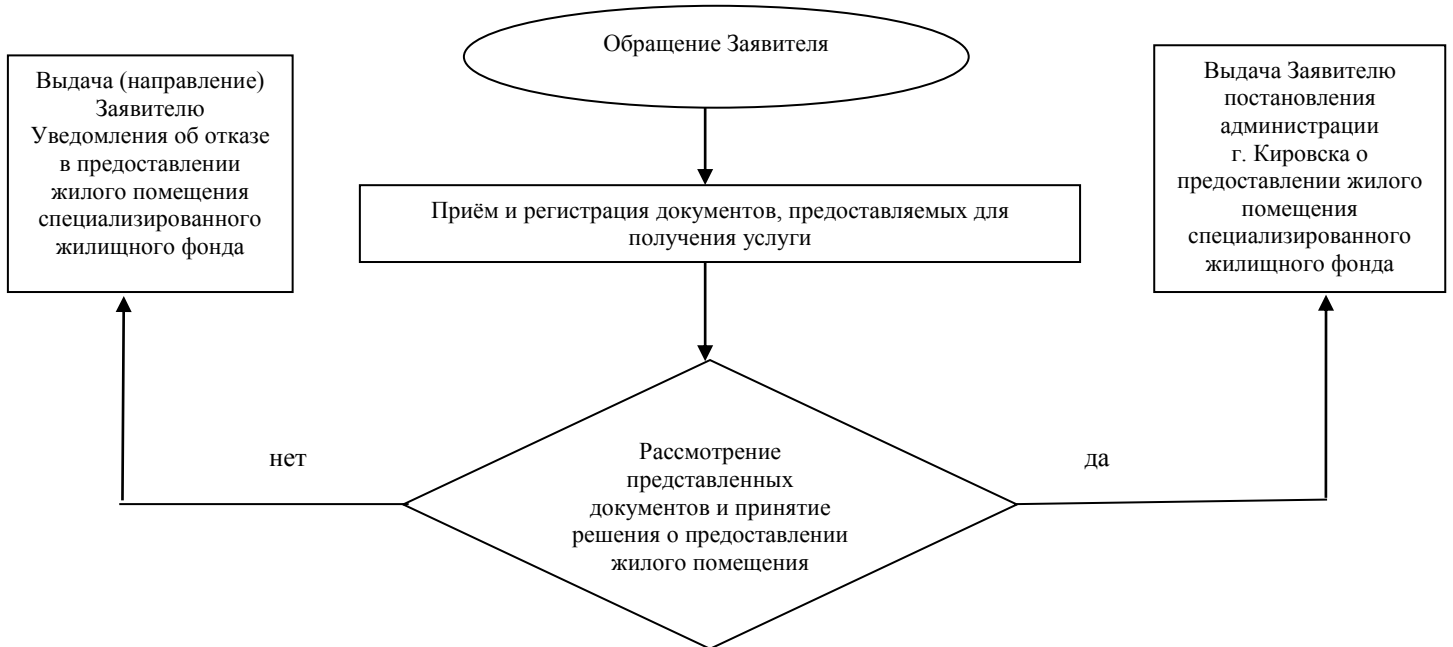 Обращение Заявителя
Выдача (направление)
Заявителю
Уведомления об отказе
в предоставлении
жилого помещения
специализированного
жилищного фонда
Выдача Заявителю
постановления
администрации
г. Кировска о
предоставлении жилого
помещения
специализированного
жилищного фонда
Приём и регистрация документов, предоставляемых для
получения услуги
нет
Рассмотрение
представленных
документов и принятие
решения о предоставлении
жилого помещения
да